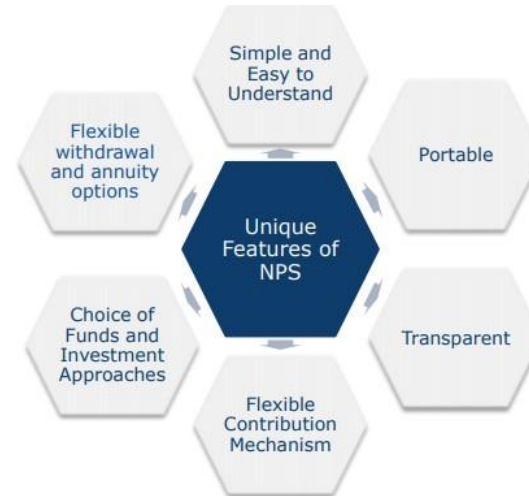 Simple and
Easy to
Understand
Flexible
withdrawal
and annuity
options
Portable
Unique
Features of
NPS
Choice of
Funds and
Investment
Approaches
Transparent
Flexible
Contribution
Mechanism